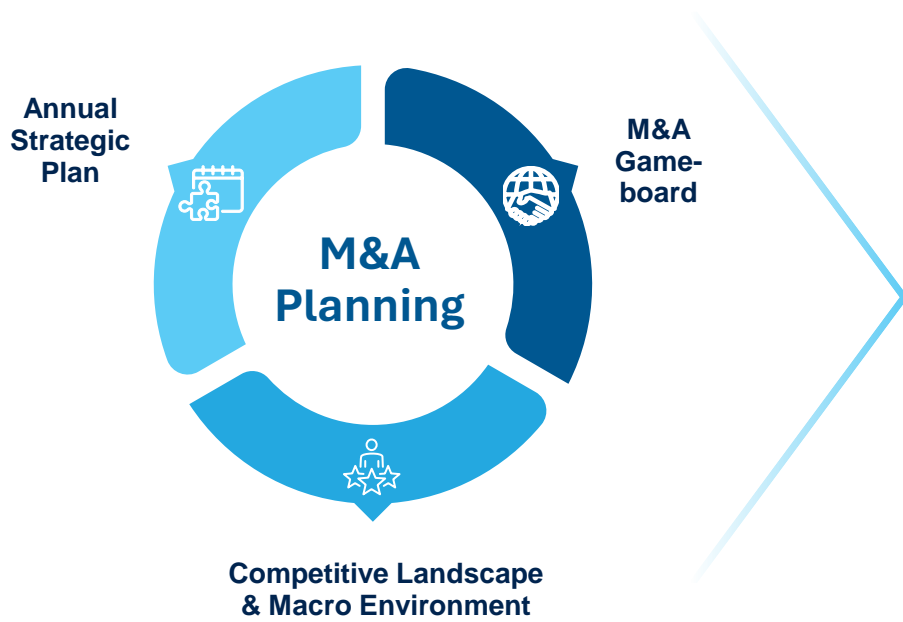 Annual
Strategic
Plan
M&A
Game-
board
M&A
Planning
Competitive Landscape
& Macro Environment